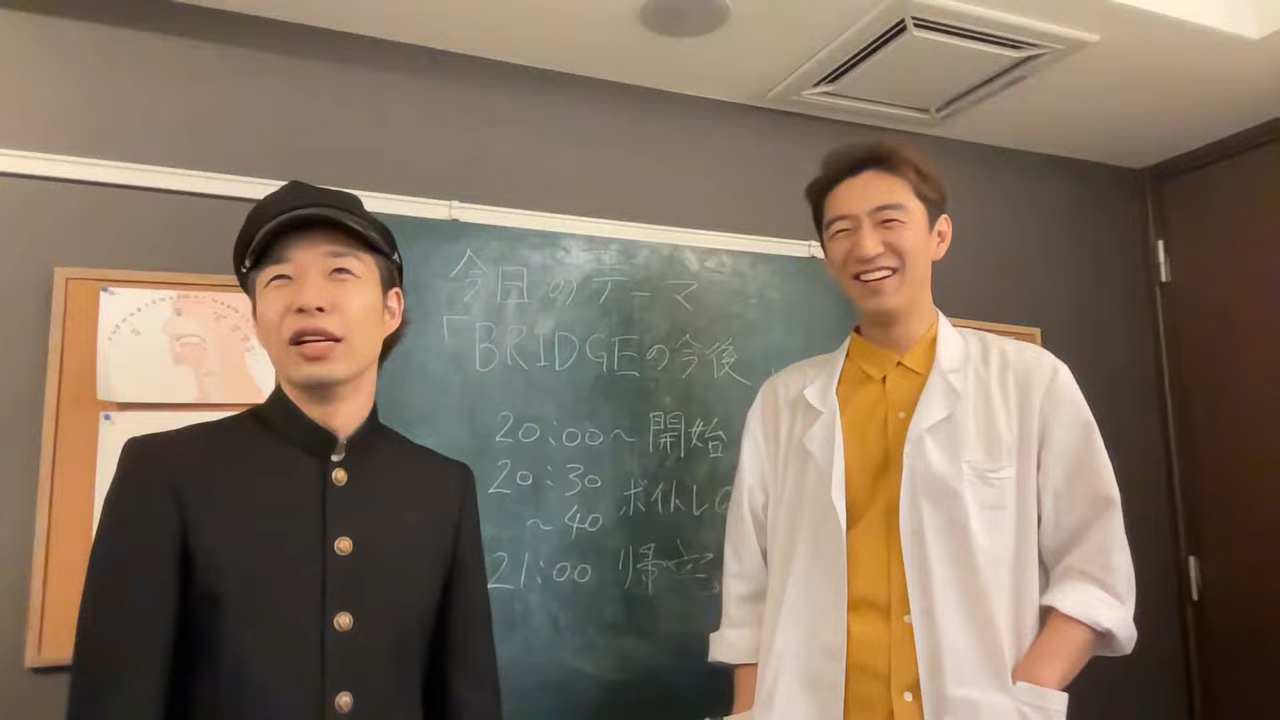 今日のテーマ
「BRIDGEの今後
20:00~ 開始
20:30
~40 ボイトレの
21:00 帰宅